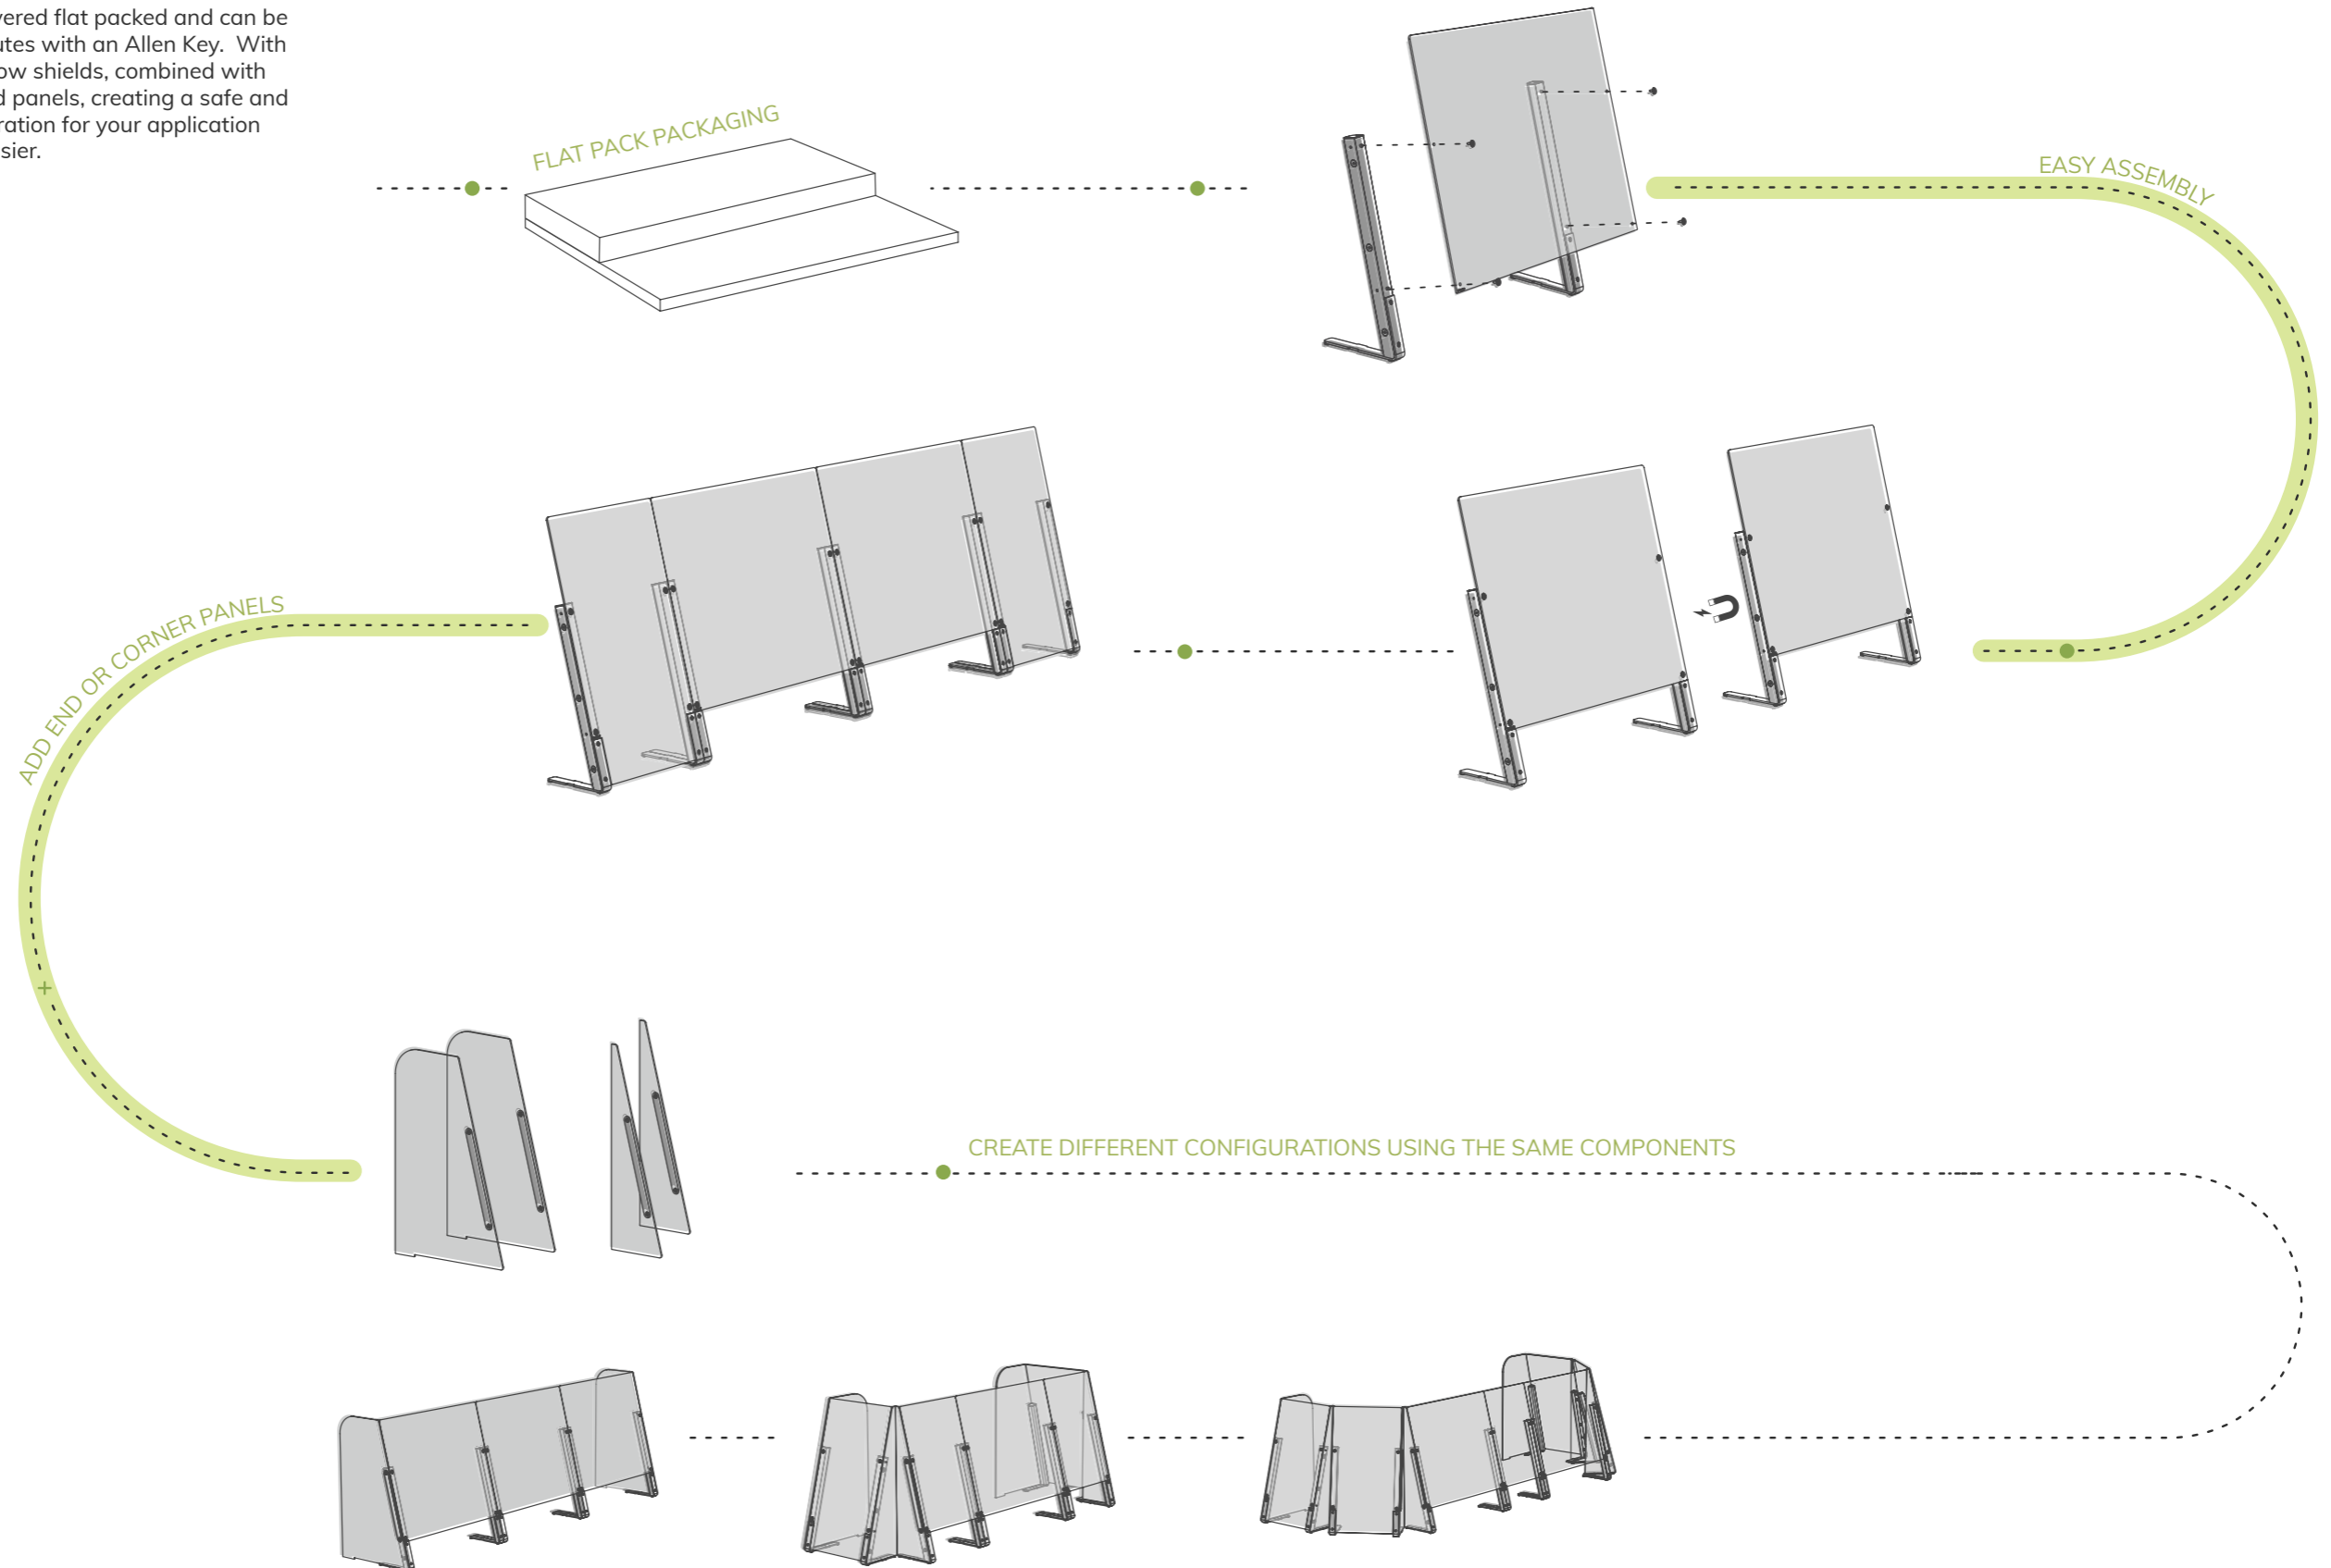 vered flat packed and can be
utes with an Allen Key. With
ow shields, combined with
d panels, creating a safe and
ration for your application
sier.
FLAT PACK PACKAGING
EASY ASSEMBLY
ADD END OR CORNER PANELS
CREATE DIFFERENT CONFIGURATIONS USING THE SAME COMPONENTS